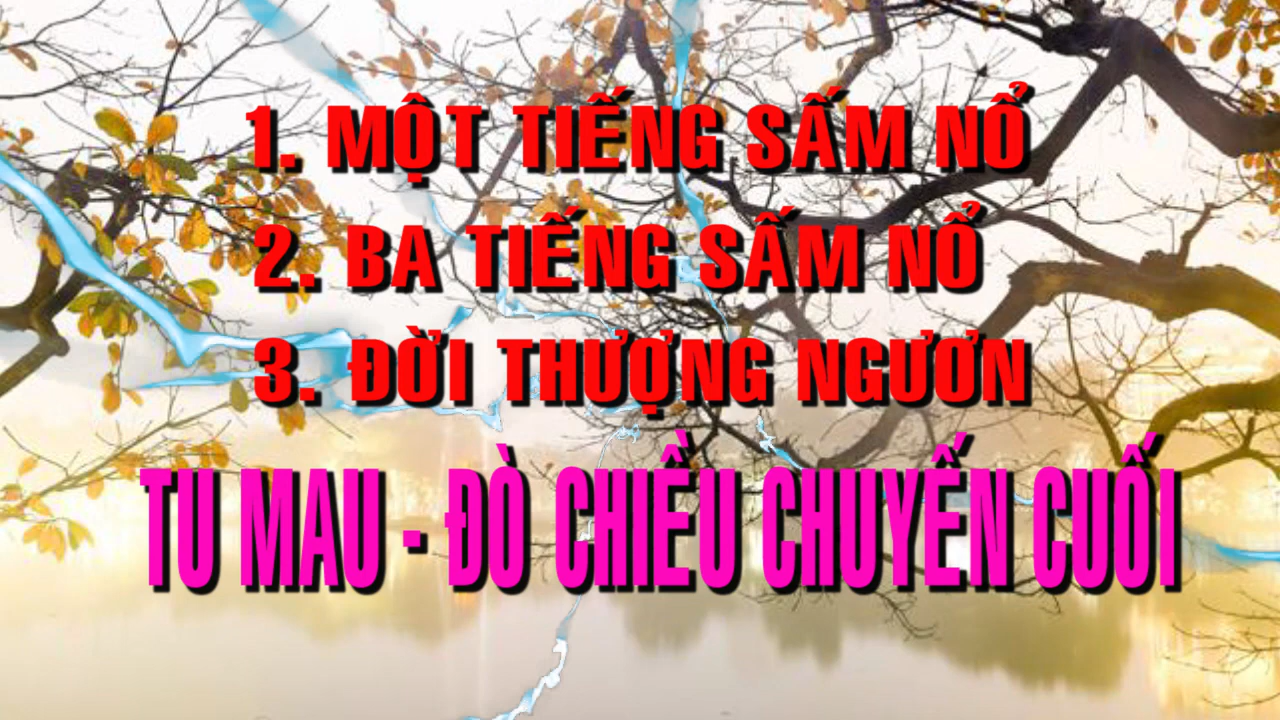 1. MỘT TIẾNG SẤM NỔ
2. BA TIẾNG SẤM NỔ
3. ĐỜI THƯỢNG NGƯƠN
TU MAU - ĐÒ CHIỀU CHUYẾN CUỐI